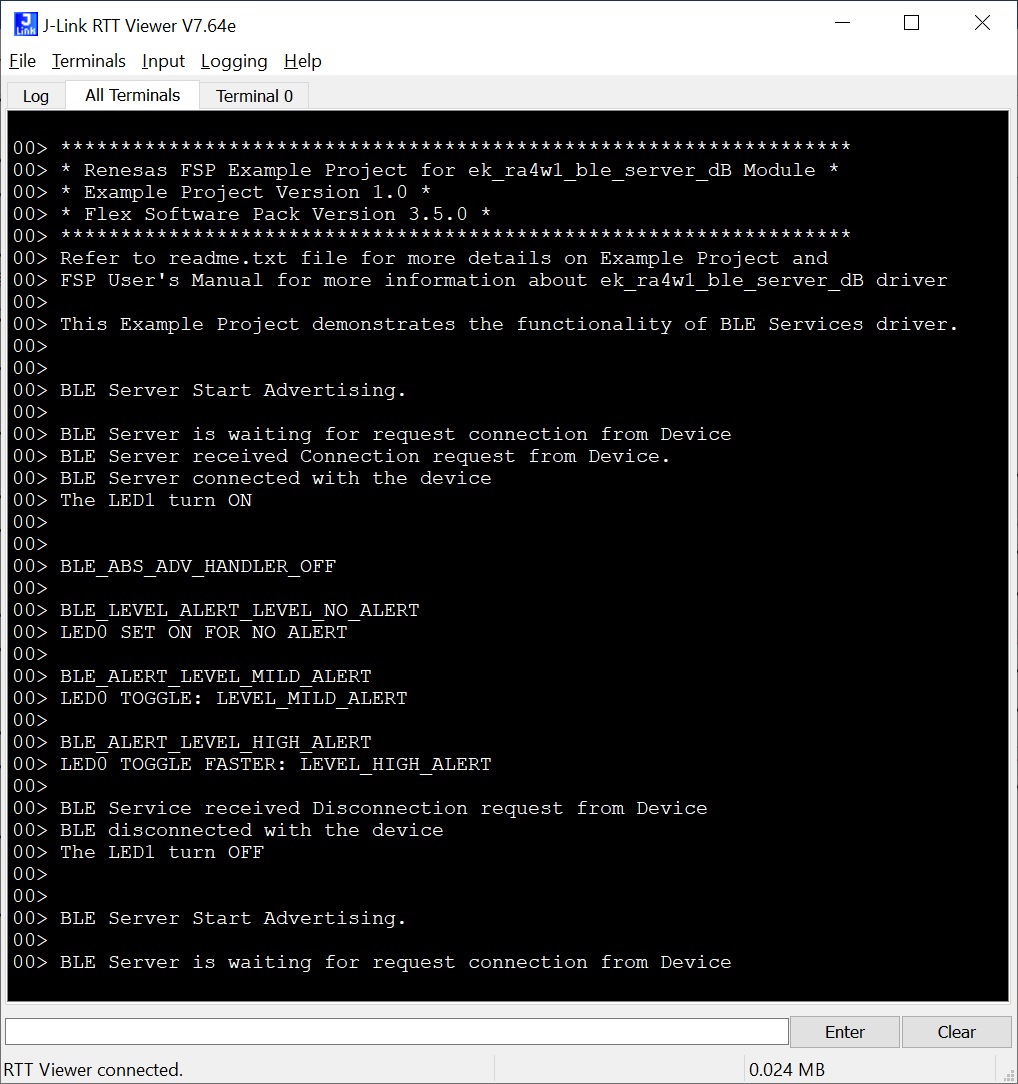 J-Link RTT Viewer V7.64e
File Terminals Input Logging Help
Log All Terminals Terminal 0
00> ******************************************************************
00> * Renesas FSP Example Project for ek_ra4w1_ble_server_dB Module *
00> * Example Project Version 1.0 *
00> * Flex Software Pack Version 3.5.0 *
00> ******************************************************************
00> Refer to readme.txt file for more details on Example Project and
00> FSP User's Manual for more information about ek_ra4w1_ble_server_dB driver
00>
00> This Example Project demonstrates the functionality of BLE Services driver.
00>
00>
00> BLE Server Start Advertising.
00>
00> BLE Server is waiting for request connection from Device
00> BLE Server received Connection request from Device.
00> BLE Server connected with the device
00> The LED1 turn ON
00>
00>
00> BLE_ABS_ADV_HANDLER_OFF
00>
00> BLE_LEVEL_ALERT_LEVEL_NO_ALERT
00> LED0 SET ON FOR NO ALERT
00>
00> BLE_ALERT_LEVEL_MILD_ALERT
00> LED0 TOGGLE: LEVEL_MILD_ALERT
00>
00> BLE_ALERT_LEVEL_HIGH_ALERT
00> LED0 TOGGLE FASTER: LEVEL_HIGH_ALERT
00>
00> BLE Service received Disconnection request from Device
00> BLE disconnected with the device
00> The LED1 turn OFF
00>
00>
00> BLE Server Start Advertising.
00>
00> BLE Server is waiting for request connection from Device
Enter Clear
RTT Viewer connected. 0.024 MB